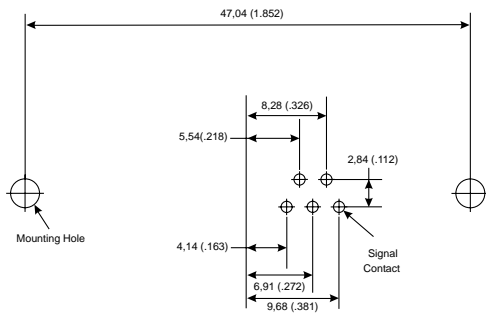 47,04 (1.852)
8,28 (.326)
5,54(.218)
2,84 (.112)
Mounting Hole
4,14 (.163)
Signal
Contact
6,91 (.272)
9,68 (.381)